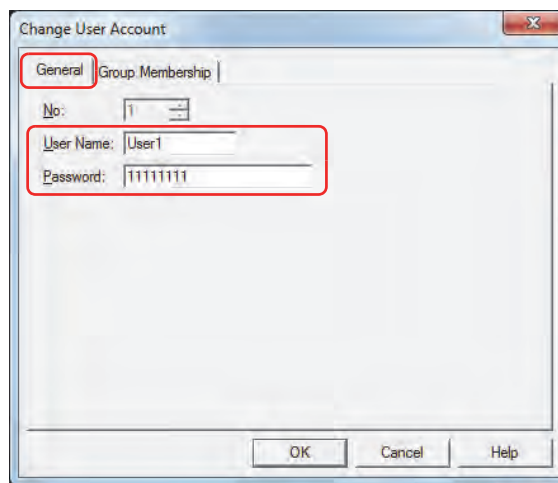 Change User Account
General Group Membership
No: 1
User Name: User1
Password: 11111111
OK Cancel Help